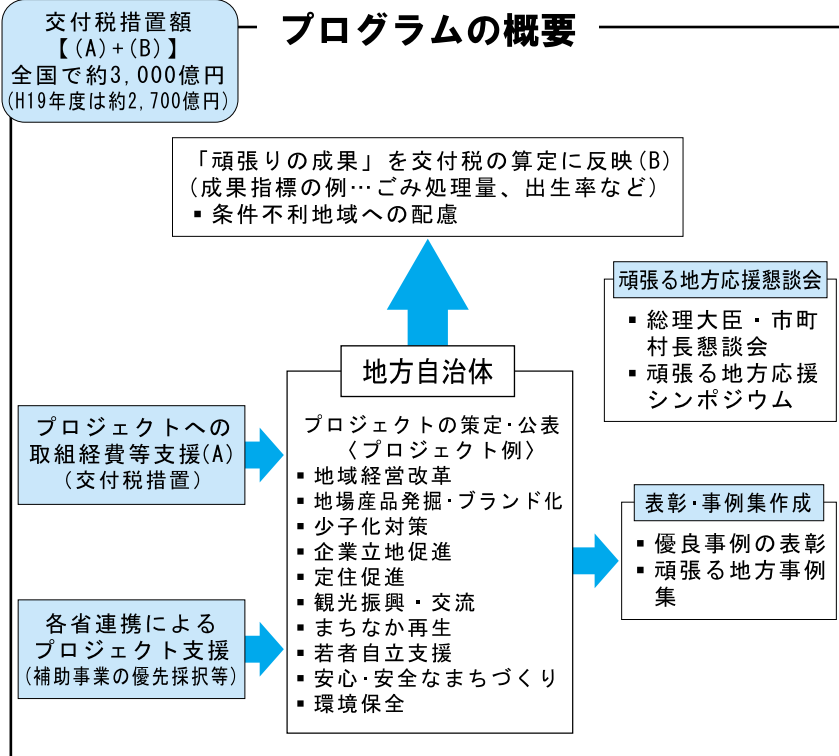 交付税措置額
【(A)+(B)】
全国で約3,000億円
(H19年度は約2,700億円)
プログラムの概要
「頑張りの成果」を交付税の算定に反映(B)
(成果指標の例…ごみ処理量、出生率など)
▪ 条件不利地域への配慮
頑張る地方応援懇談会
▪ 総理大臣・市町
村長懇談会
▪ 頑張る地方応援
シンポジウム
地方自治体
プロジェクトの策定・公表
〈プロジェクト例〉
▪ 地域経営改革
▪ 地場産品発掘・ブランド化
▪ 少子化対策
▪ 企業立地促進
▪ 定住促進
▪ 観光振興・交流
▪ まちなか再生
▪ 若者自立支援
▪ 安心・安全なまちづくり
▪ 環境保全
プロジェクトへの
取組経費等支援(A)
(交付税措置)
各省連携による
プロジェクト支援
(補助事業の優先採択等)
表彰・事例集作成
▪ 優良事例の表彰
▪ 頑張る地方事例
集